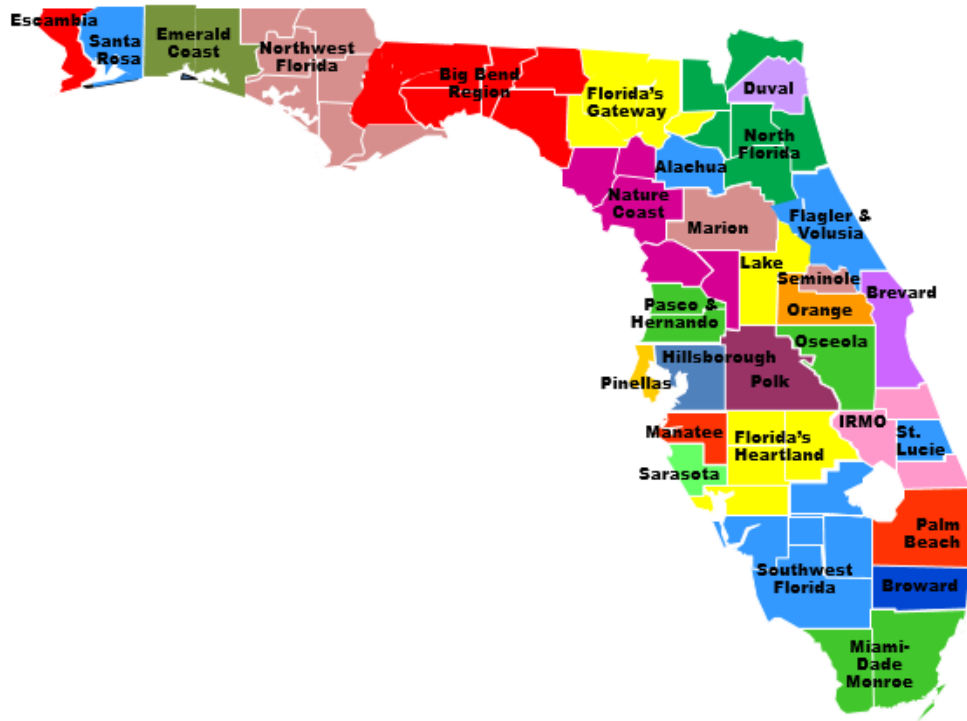 Escambia
Santa
Rosa
Emerald
Coast
Northwest
Florida
Big Bend
Region
Florida's
Gateway
Duval
North
Florida
Alachua
Nature
Coast
Marion
Flagler &
Volusia
Lake
Seminole
Orange
Brevard
Pasco &
Hernando
Osceola
Hillsborough
Pinellas
Polk
Manatee
Florida's
Heartland
IRMO
St.
Lucie
Sarasota
Palm
Beach
Southwest
Florida
Broward
Miami-
Dade
Monroe